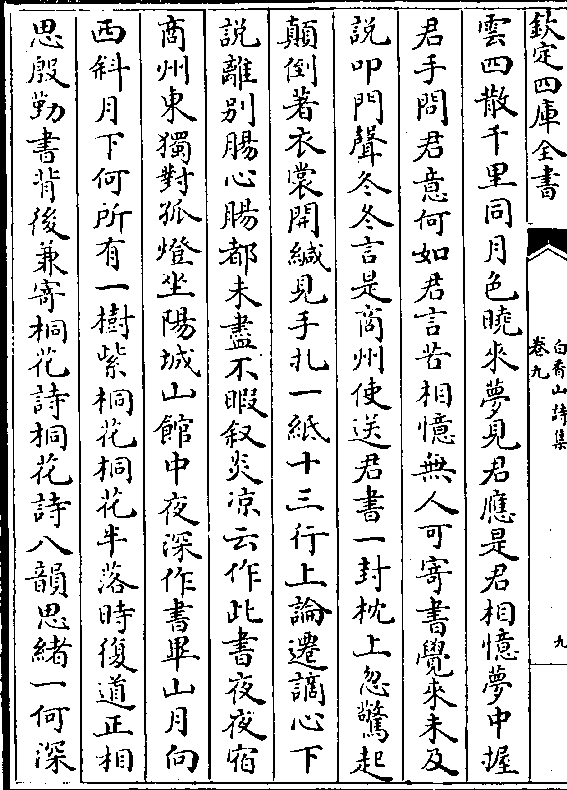 欽定四庫全書
白香山詩集
卷九
九
雲四散千里同月色曉來夢見君應是君相憶夢中握
君手問君意何如君言苦相憶無人可寄書覺來未及
說叩門聲冬冬言是商州使送君書一封枕上忽驚起
顛倒著衣裳開緘見手札一紙十三行上論遷謫心下
說離別腸心腸都未盡不暇叙炎凉云作此書夜夜宿
商州東獨對孤燈坐陽城山館中夜深作書畢山月向
西斜月下何所有一樹紫桐花桐花半落時復道正相
思殷勤書背後兼寄桐花詩桐花詩八韻思緒一何深